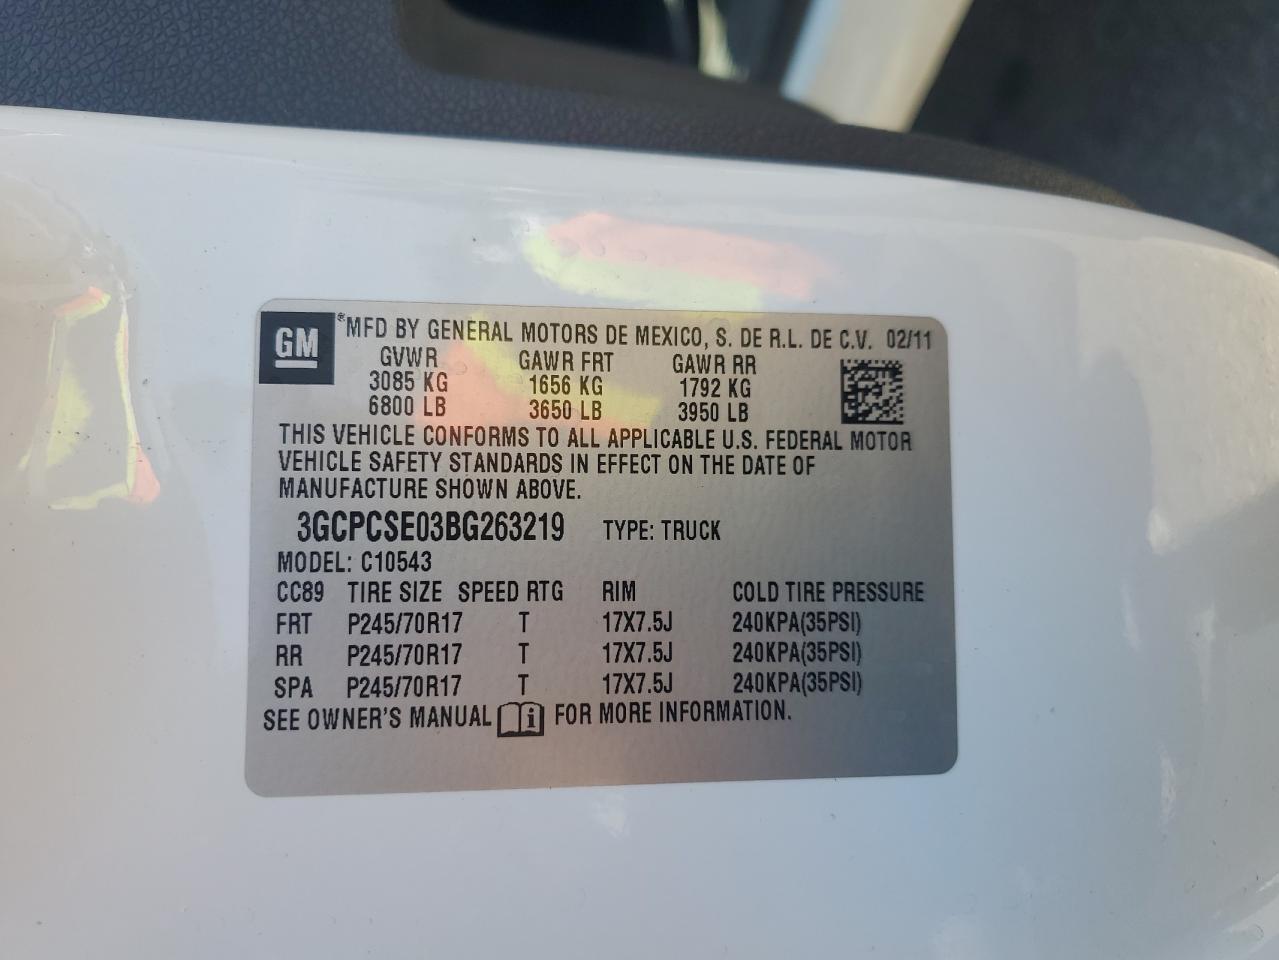 GM
®MFD BY GENERAL MOTORS DE MEXICO, S. DE R.L. DE C.V. 02/11
GVWR GAWR FRT GAWR RR
3085 KG 1656 KG 1792 KG
6800 LB 3650 LB 3950 LB
THIS VEHICLE CONFORMS TO ALL APPLICABLE U.S. FEDERAL MOTOR
VEHICLE SAFETY STANDARDS IN EFFECT ON THE DATE OF
MANUFACTURE SHOWN ABOVE.
3GCPCSE03BG263219 TYPE: TRUCK
MODEL: C10543
CC89 TIRE SIZE SPEED RTG RIM COLD TIRE PRESSURE
FRT P245/70R17 T 17X7.5J 240KPA(35PSI)
RR P245/70R17 T 17X7.5J 240KPA(35PSI)
SPA P245/70R17 T 17X7.5J 240KPA(35PSI)
SEE OWNER'S MANUAL i FOR MORE INFORMATION.